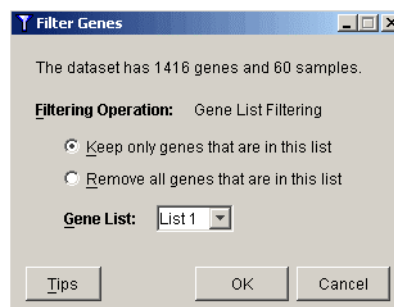 Filter Genes
The dataset has 1416 genes and 60 samples.
Filtering Operation: Gene List Filtering
Keep only genes that are in this list
Remove all genes that are in this list
Gene List: List 1
Tips OK Cancel